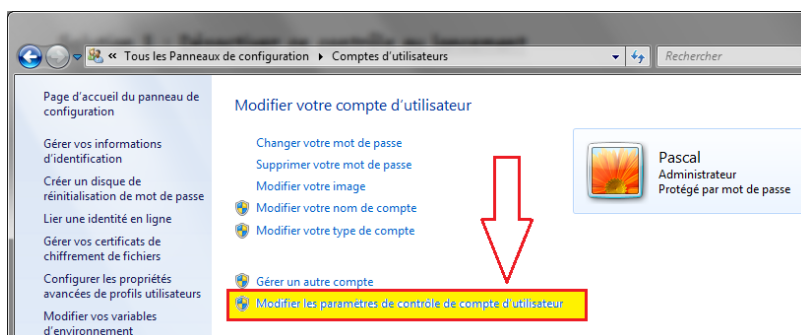 Tous les Panneaux de configuration Comptes d'utilisateurs
Rechercher
Page d'accueil du panneau de
configuration
Gérer vos informations
d'identification
Créer un disque de
réinitialisation de mot de passe
Lier une identité en ligne
Gérer vos certificats de
chiffrement de fichiers
Configurer les propriétés
avancées de profils utilisateurs
Modifier vos variables
d'environnement
Modifier votre compte d'utilisateur
Changer votre mot de passe
Supprimer votre mot de passe
Modifier votre image
Modifier votre nom de compte
Modifier votre type de compte
Gérer un autre compte
Modifier les paramètres de contrôle de compte d'utilisateur
Pascal
Administrateur
Protégé par mot de passe